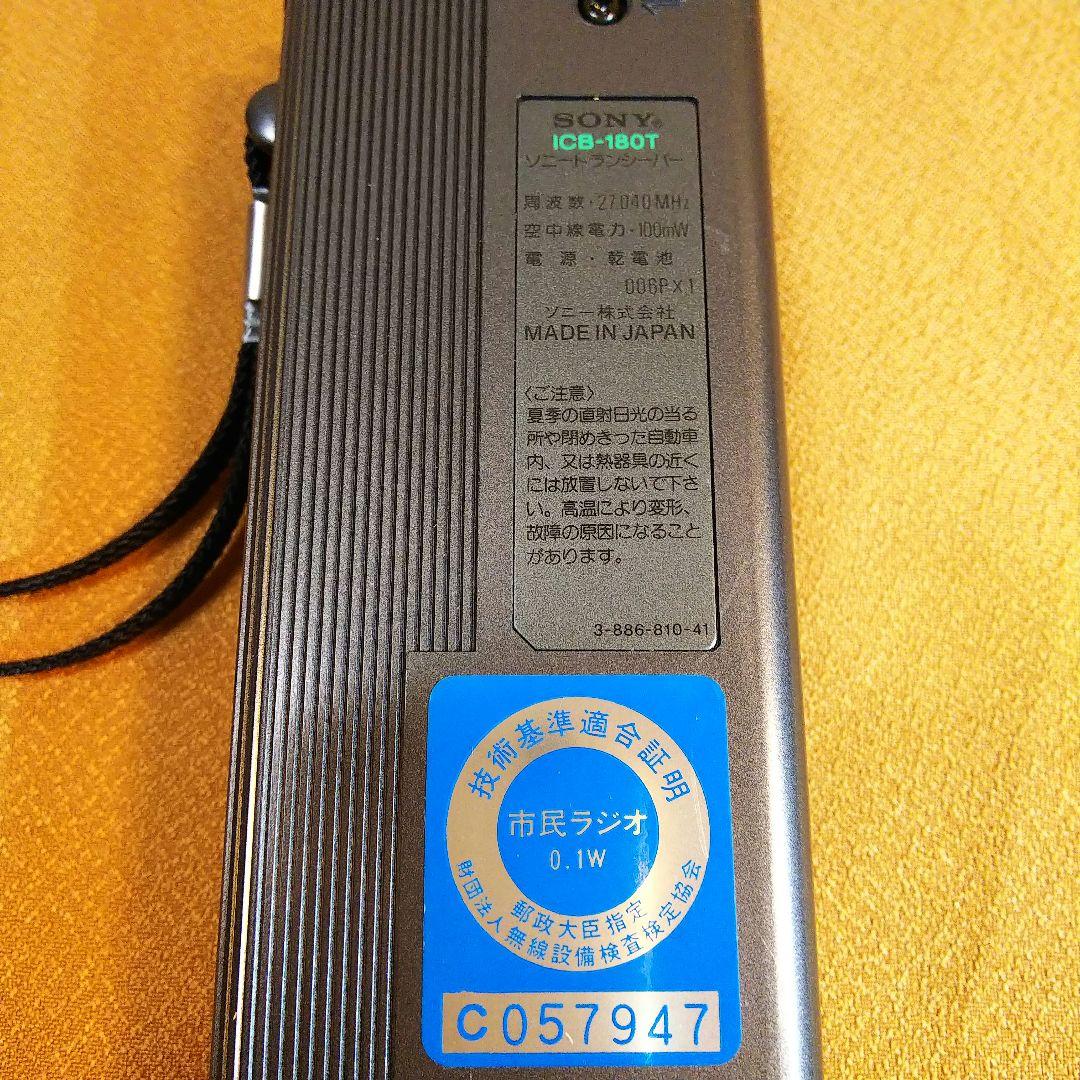 SONY®
ICB-180T
ソニートランシーバー
周波数・27.040MHz
空中線電力・100mW
電源・乾電池
006P×1
ソニー株式会社
MADE IN JAPAN
〈ご注意〉
夏季の直射日光の当る
所や閉めきった自動車
内、又は熱器具の近く
には放置しないで下さ
い。高温により変形、
故障の原因になること
があります。
3-886-810-41
技術基準適合証明
市民ラジオ
0.1W
郵政大臣指定
財団法人無線設備検査検定協会
C057947